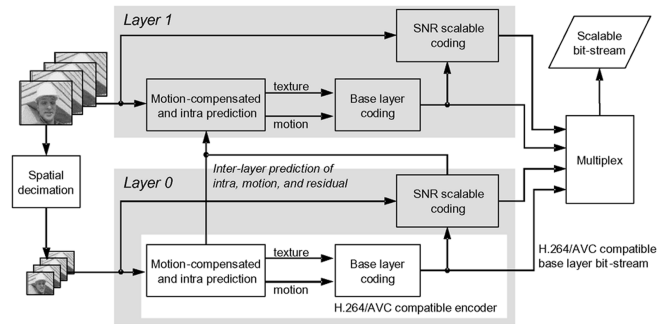 Layer 1
SNR scalable
coding
Scalable
bit-stream
Motion-compensated
and intra prediction
texture
motion
Base layer
coding
Multiplex
Spatial
decimation
Inter-layer prediction of
intra, motion, and residual
Layer 0
SNR scalable
coding
Motion-compensated
and intra prediction
texture
motion
Base layer
coding
H.264/AVC compatible
base layer bit-stream
H.264/AVC compatible encoder